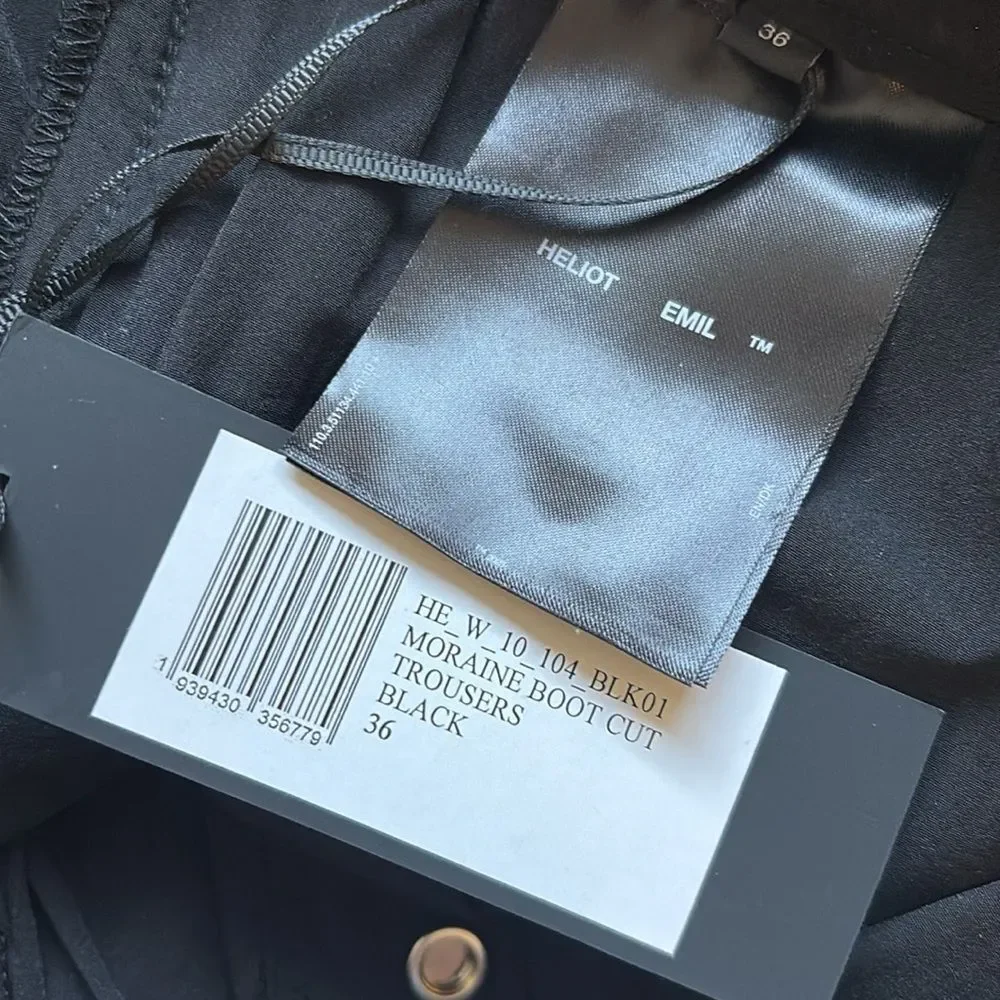 36
HELIOT EMIL ™
HE_W_10_104_BLK01
MORAINE BOOT CUT
TROUSERS
BLACK
36
1 939430 356779